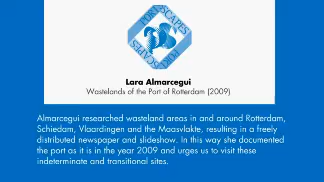 PORTSCAPES
Lara Almarcegui
Wastelands of the Port of Rotterdam (2009)
Almarcegui researched wasteland areas in and around Rotterdam,
Schiedam, Vlaardingen and the Maasvlakte, resulting in a freely
distributed newspaper and slideshow. In this way she documented
the port as it is in the year 2009 and urges us to visit these
indeterminate and transitional sites.